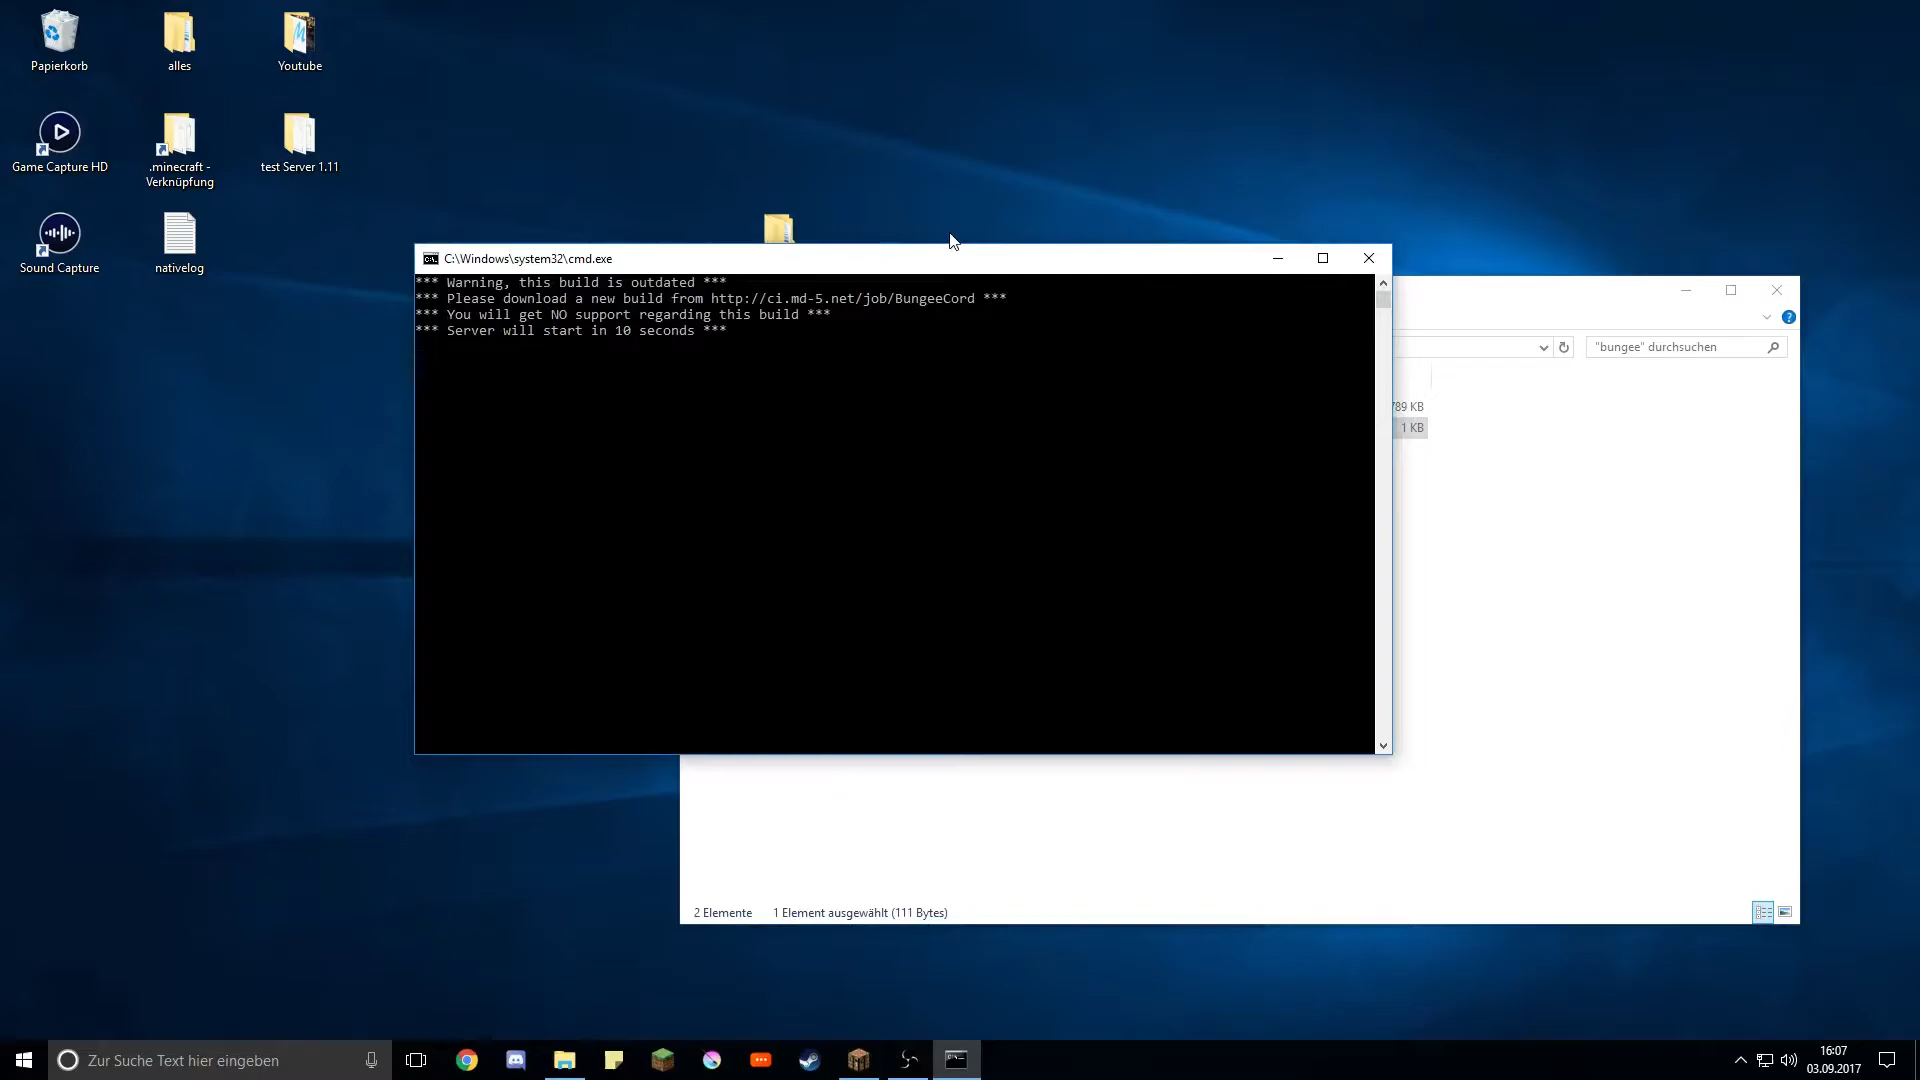 Papierkorb
alles
Youtube
Game Capture HD
.minecraft -
Verknüpfung
test Server 1.11
Sound Capture
nativelog
C:\Windows\system32\cmd.exe
*** Warning, this build is outdated ***
*** Please download a new build from http://ci.md-5.net/job/BungeeCord ***
*** You will get NO support regarding this build ***
*** Server will start in 10 seconds ***
"bungee" durchsuchen
789 KB
1 KB
2 Elemente
1 Element ausgewählt (111 Bytes)
Zur Suche Text hier eingeben
16:07
03.09.2017